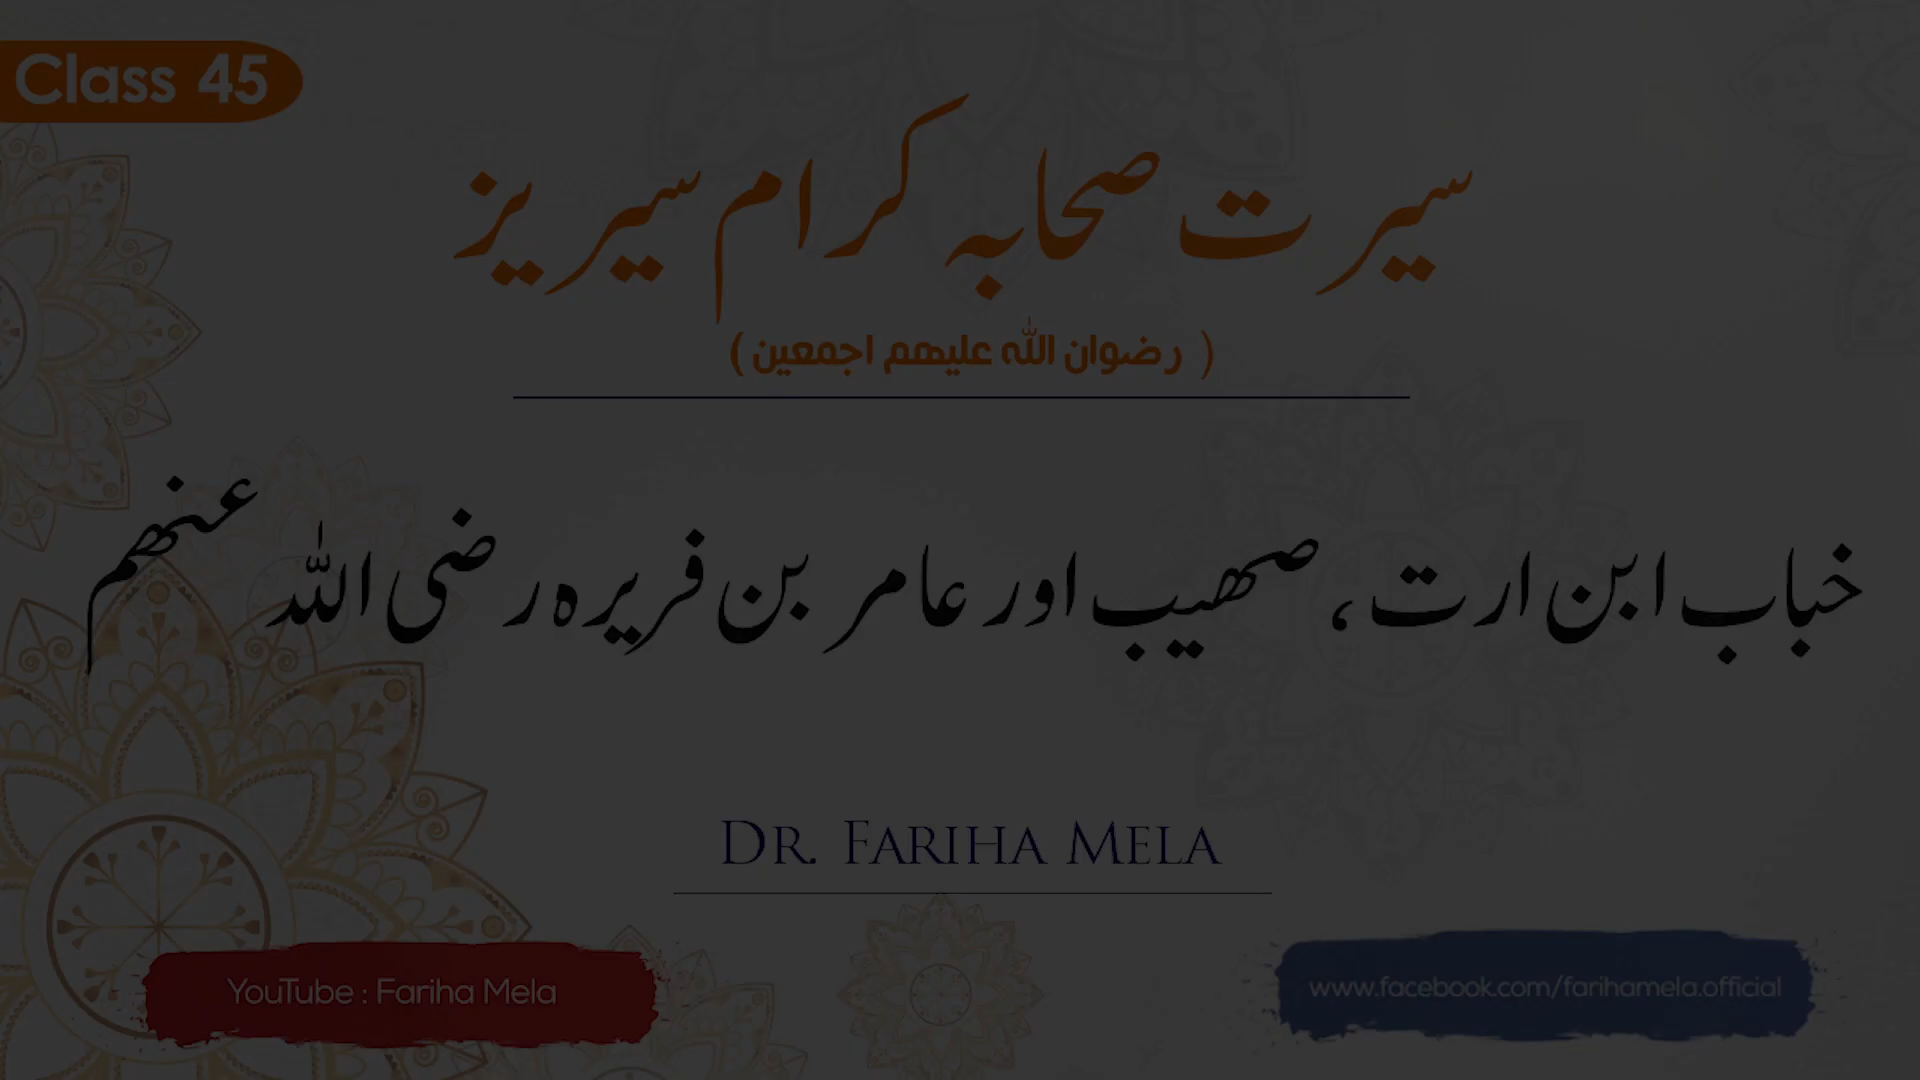 Class 45
سیرت صحابہ کرام سیریز
( رضوان اللہ علیھم اجمعین )
خباب ابن ارت، صھیب اور عامر بن فریرہ رضی اللہ عنھم
DR. FARIHA MELA
YouTube : Fariha Mela
www.facebook.com/farihamela.official